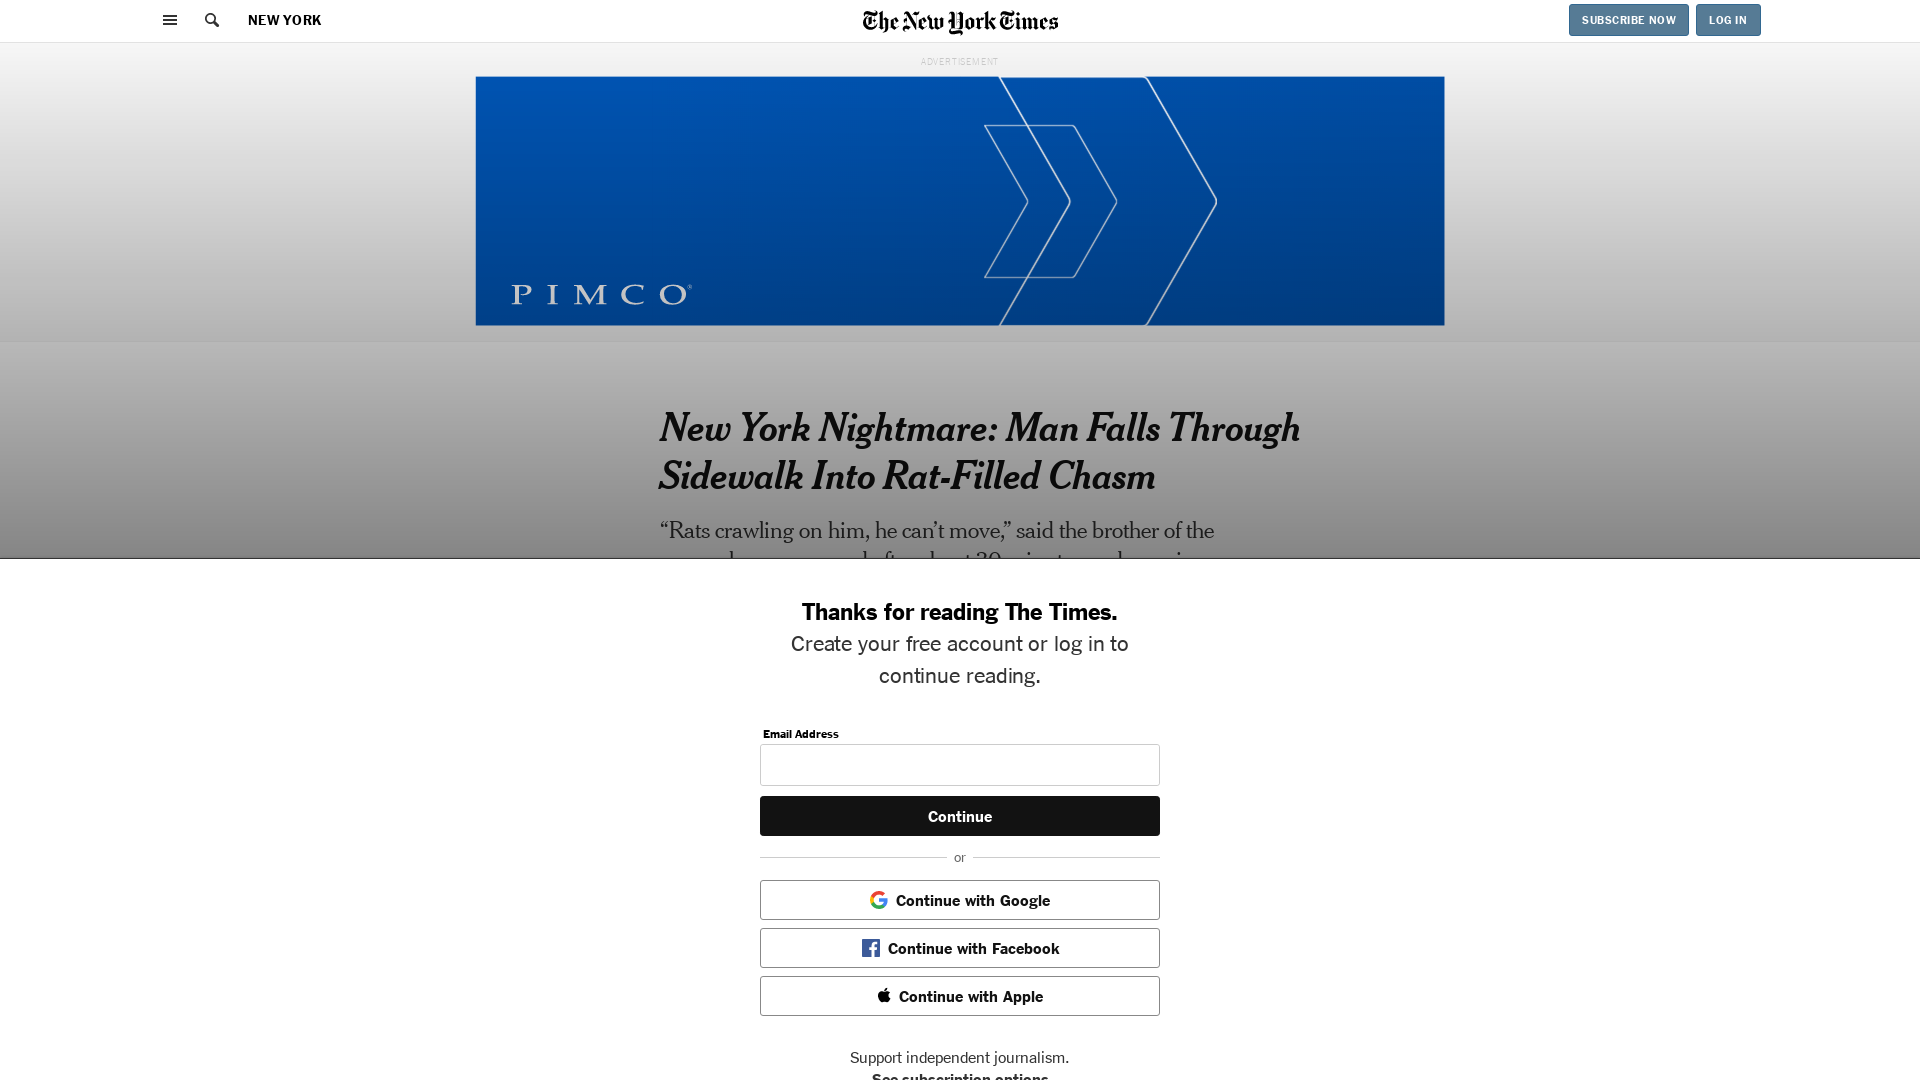 NEW YORK
The New York Times
SUBSCRIBE NOW
LOG IN
ADVERTISEMENT
PIMCO
New York Nightmare: Man Falls Through
Sidewalk Into Rat-Filled Chasm
“Rats crawling on him, he can’t move,” said the brother of the
Thanks for reading The Times.
Create your free account or log in to
continue reading.
Email Address
Continue
or
Continue with Google
Continue with Facebook
Continue with Apple
Support independent journalism.
See subscription options